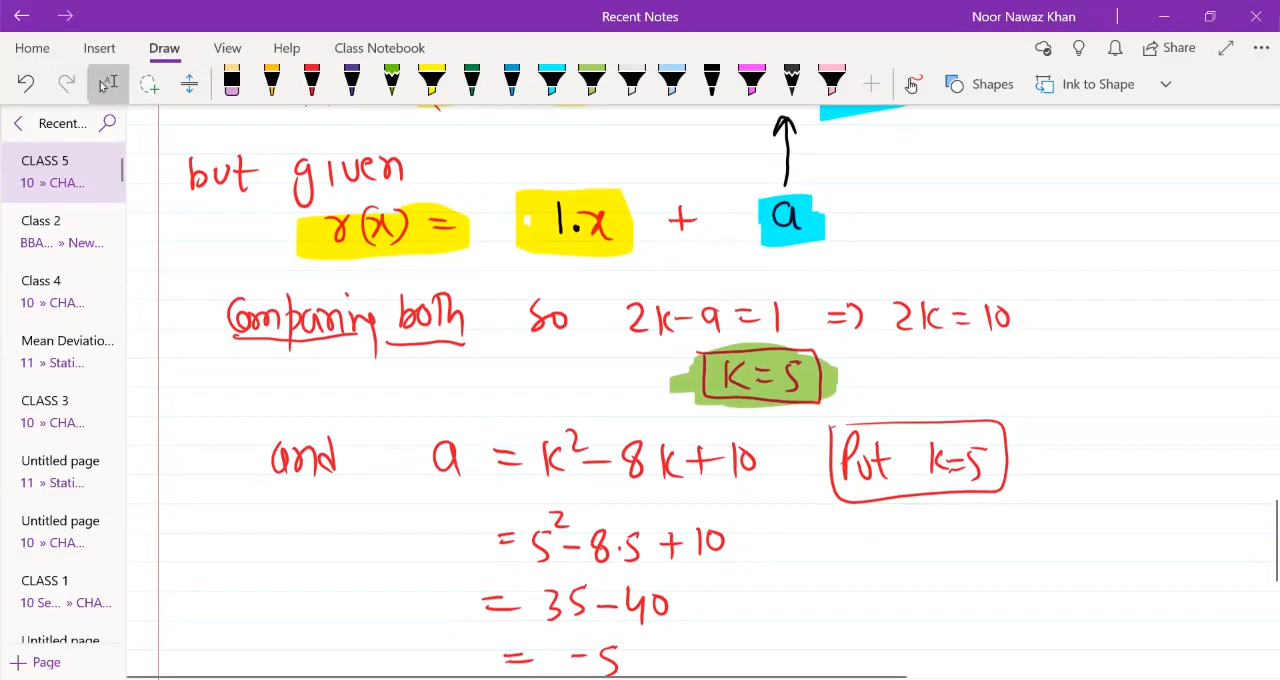 Recent Notes
Noor Nawaz Khan
Home Insert Draw View Help Class Notebook
Share
Shapes
Ink to Shape
Recent...
CLASS 5
10 » CHA...
Class 2
BBA... » New...
Class 4
10 » CHA...
Mean Deviatio...
11 » Stati...
CLASS 3
10 » CHA...
Untitled page
11 » Stati...
Untitled page
10 » CHA...
CLASS 1
10 Se... » CHA...
Untitled page
+ Page
but given
r(x) = 1.x + a
Comparing both so 2k-9=1 => 2k=10
k=5
and a = k²-8k+10 Put k=5
= 5²-8.5+10
= 35-40
= -5